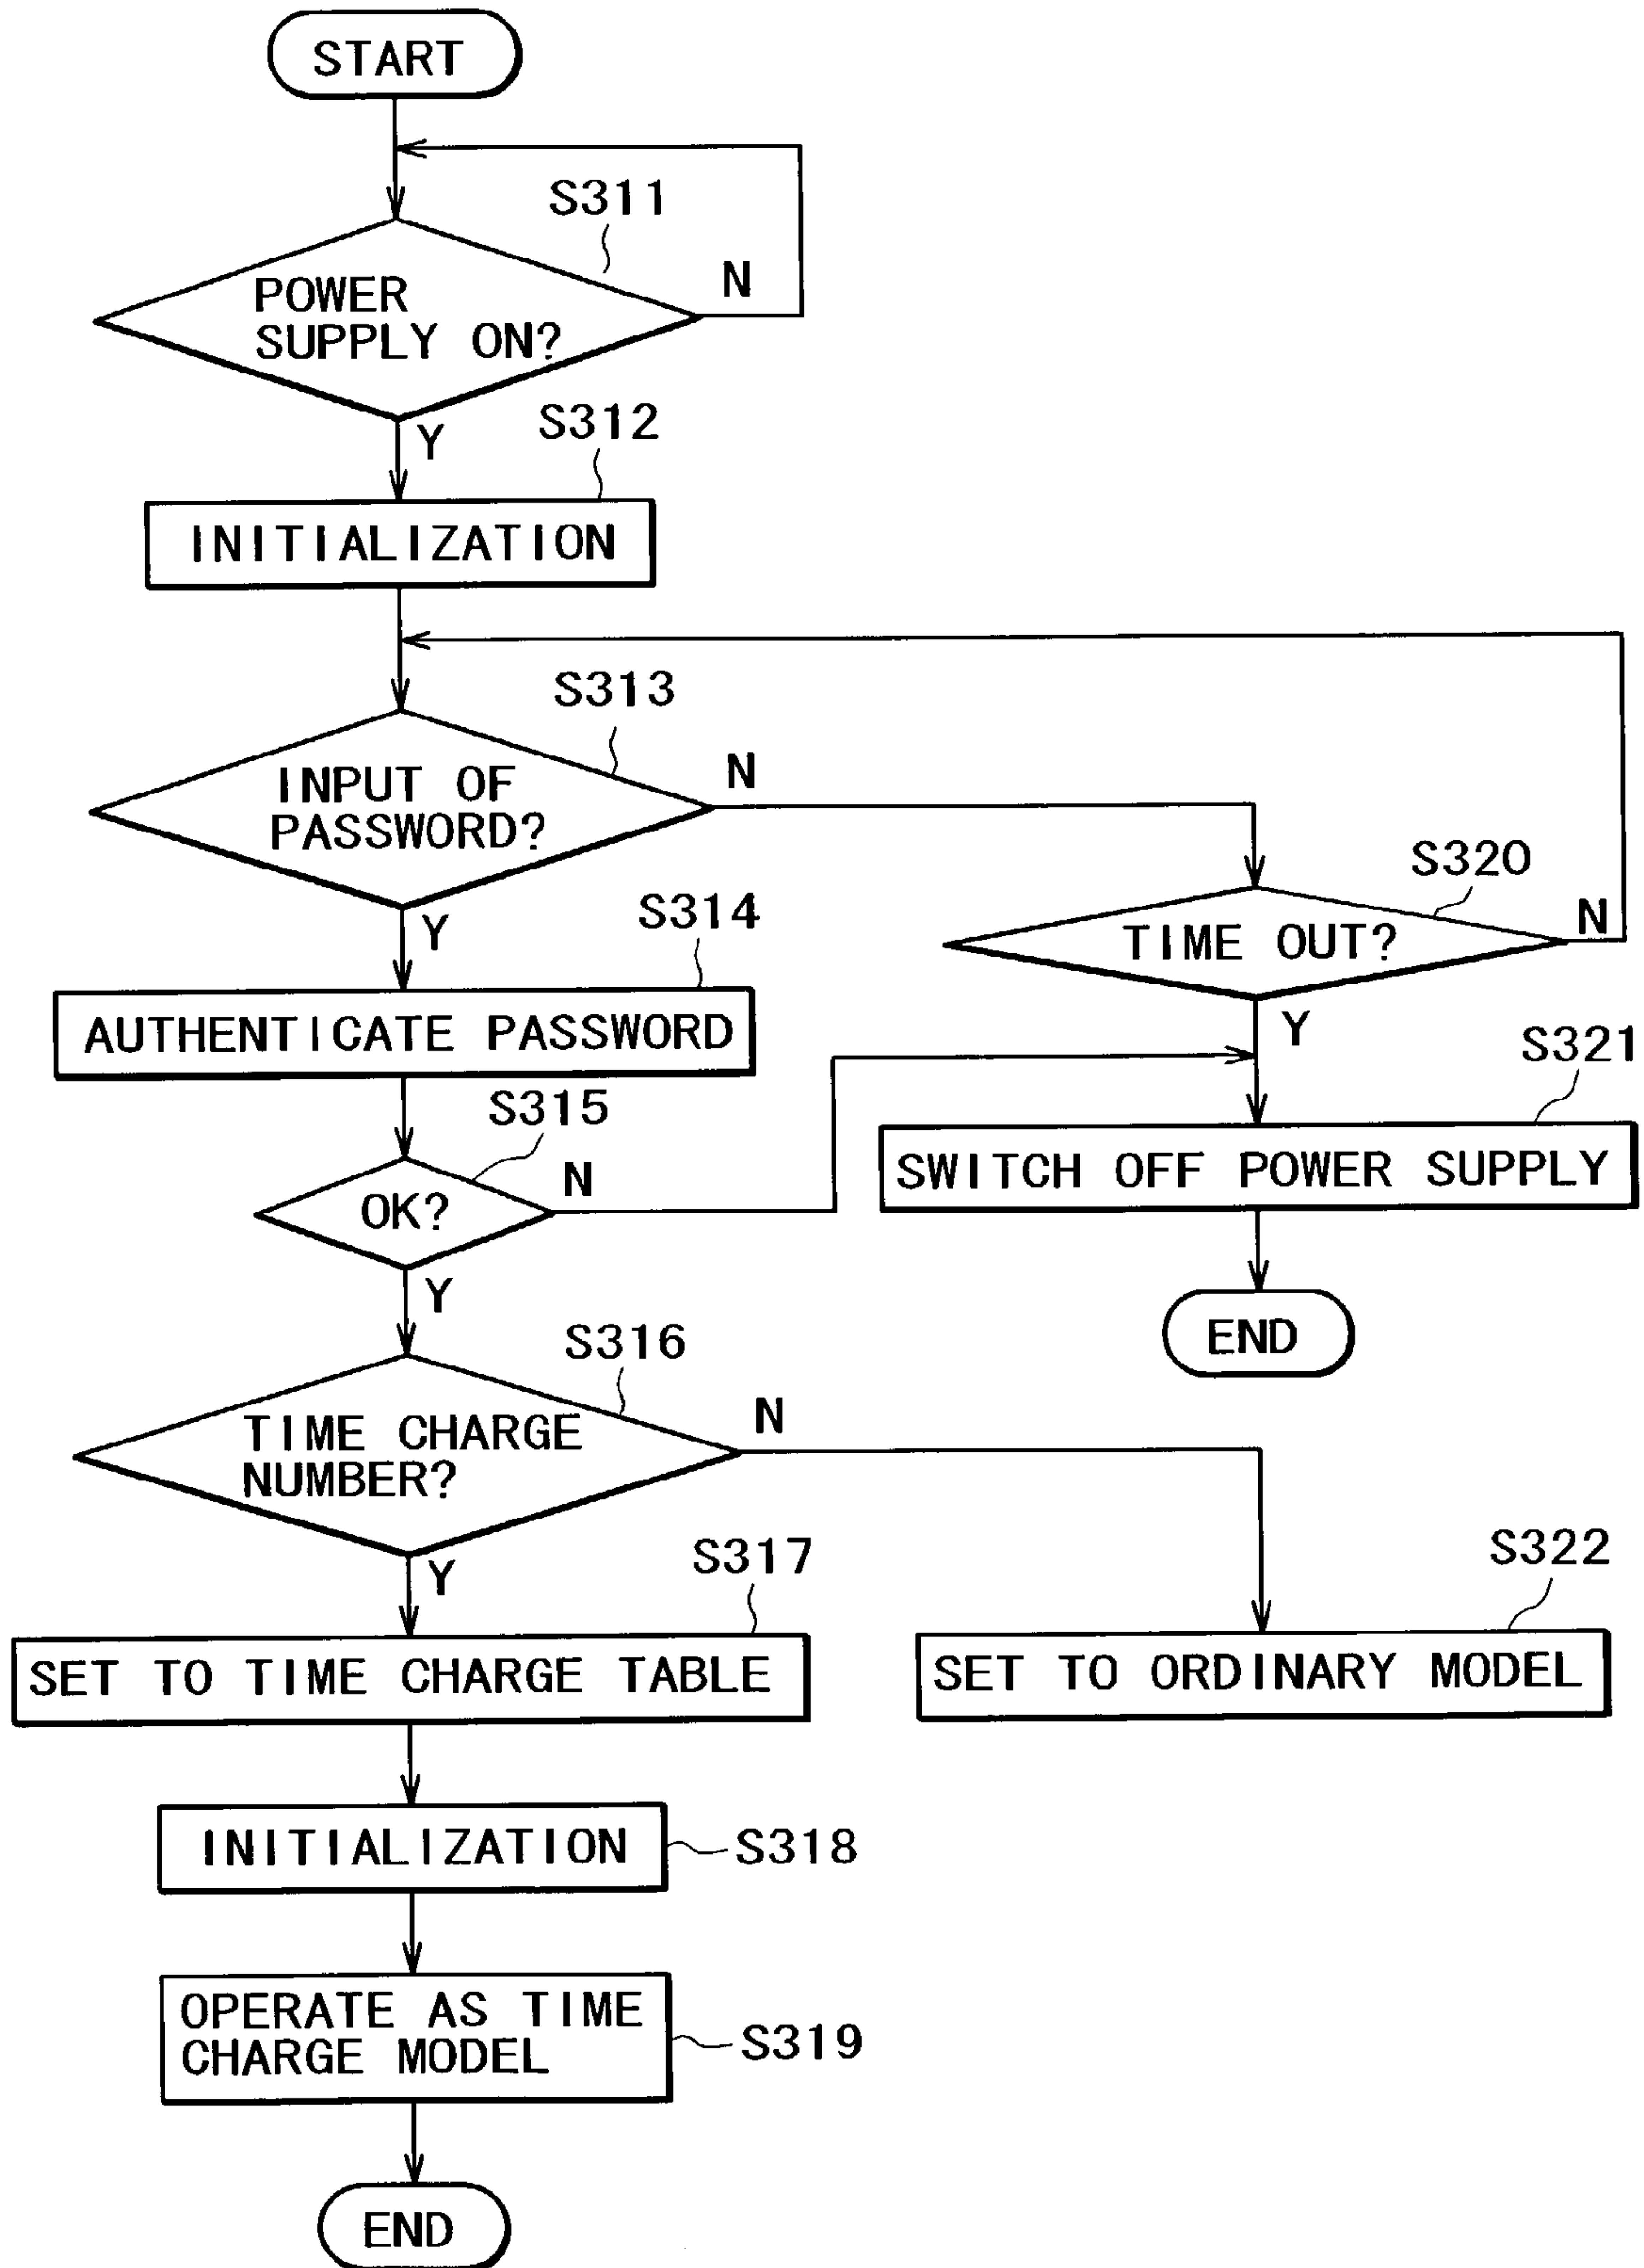 START
S311
POWER
SUPPLY ON?
N
Y
S312
INITIALIZATION
S313
INPUT OF
PASSWORD?
N
Y
S320
TIME OUT?
N
Y
S314
AUTHENTICATE PASSWORD
S321
SWITCH OFF POWER SUPPLY
END
S315
OK?
N
Y
S316
TIME CHARGE
NUMBER?
N
Y
S317
SET TO TIME CHARGE TABLE
S322
SET TO ORDINARY MODEL
INITIALIZATION
S318
OPERATE AS TIME
CHARGE MODEL
S319
END